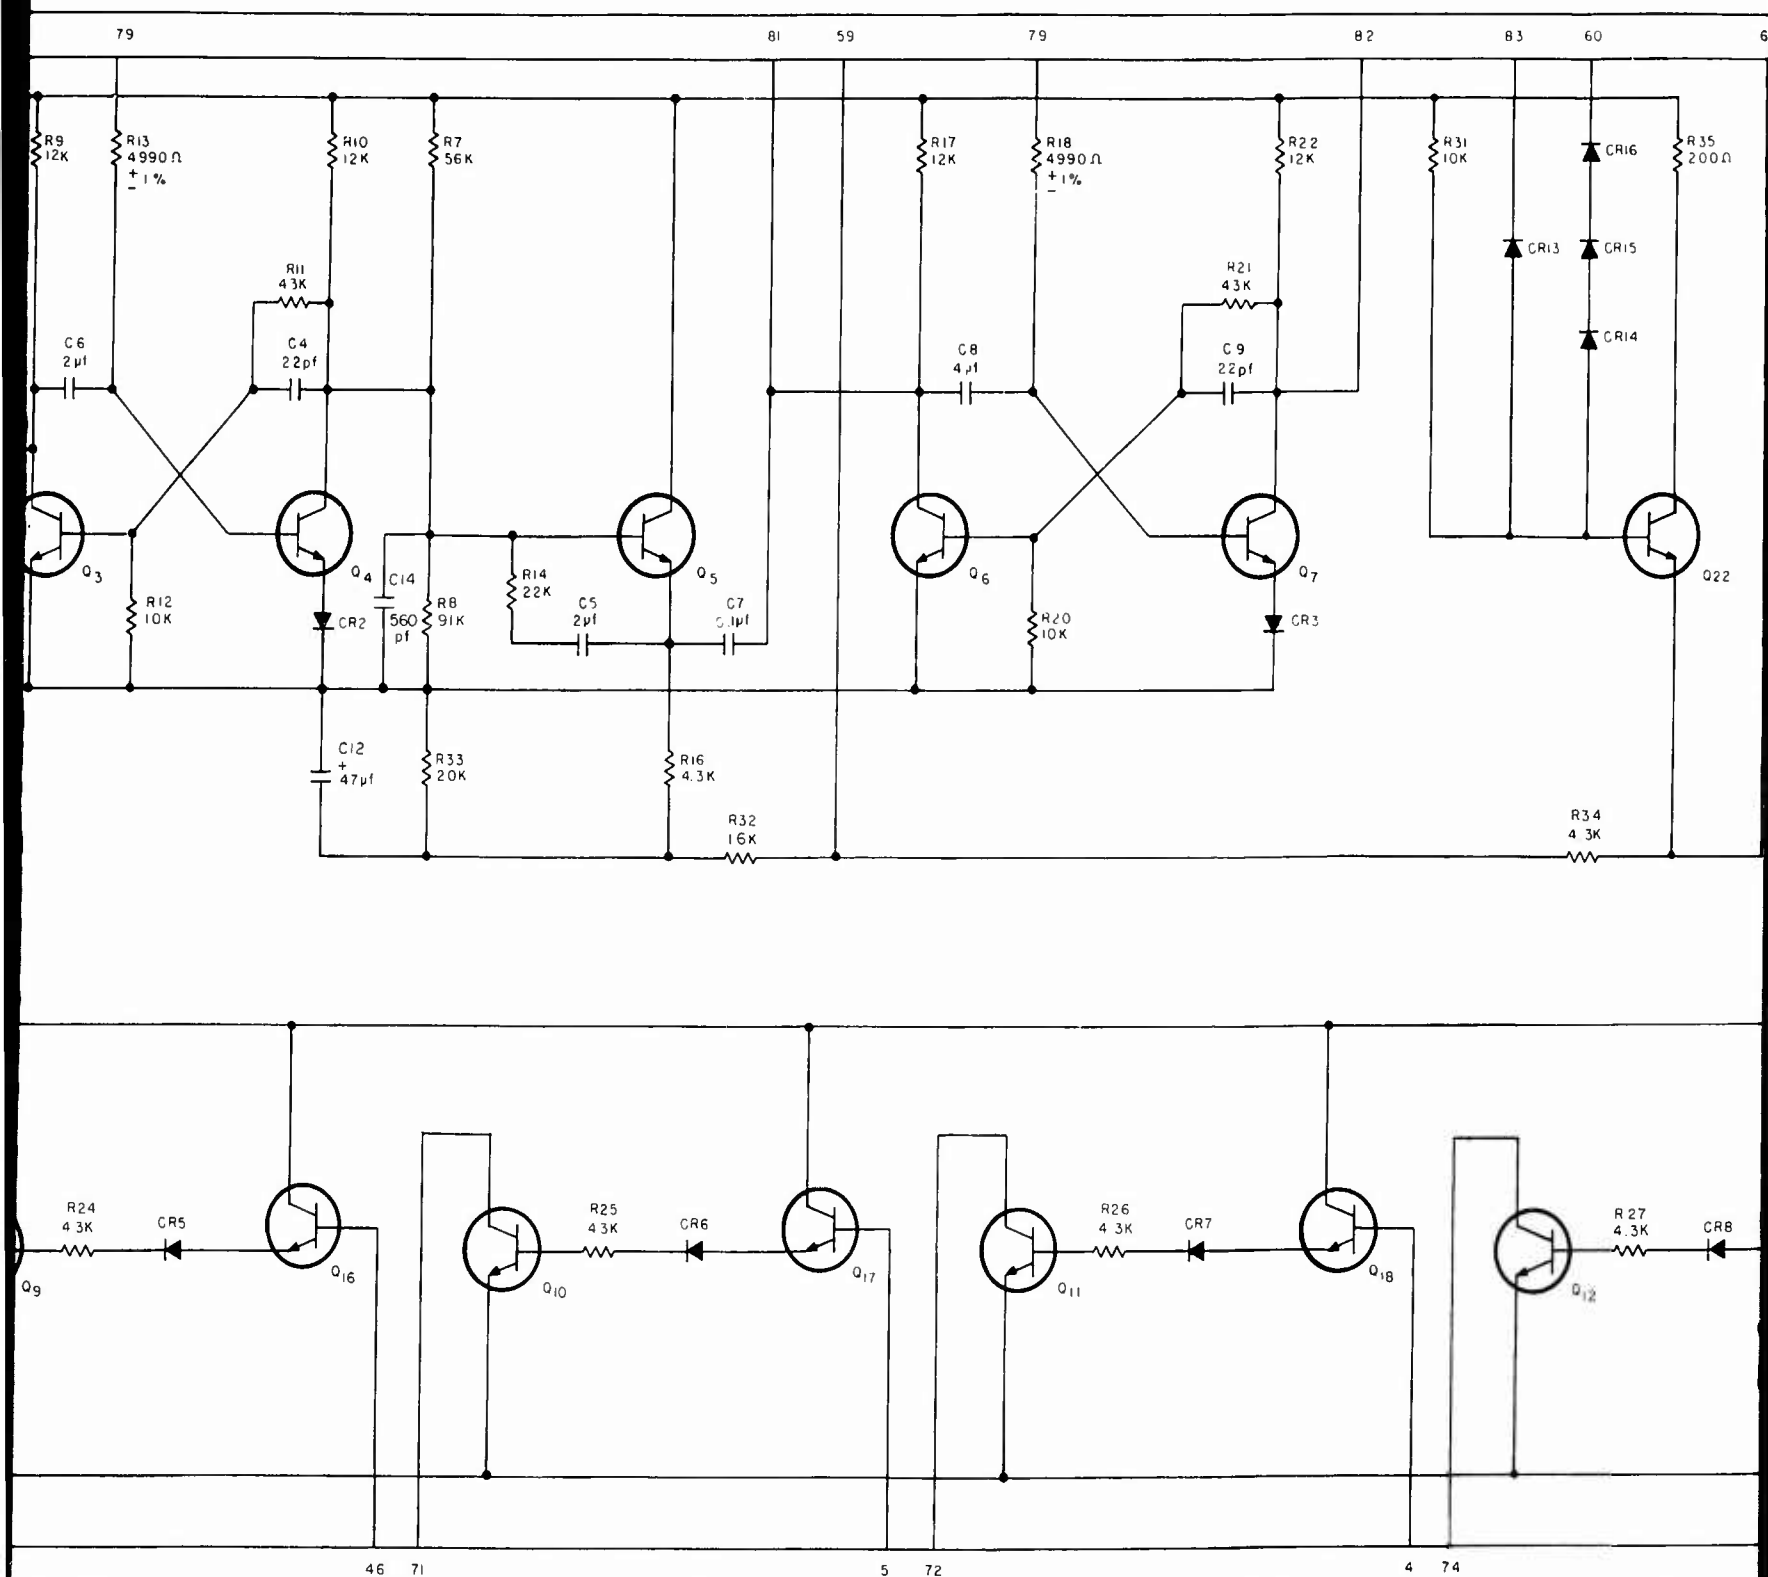 79
81
59
79
82
83
60
6
R9
12K
R13
4990Ω
+ 1%
-
R10
12K
R7
56K
R17
12K
R18
4990Ω
+ 1%
-
R22
12K
R31
10K
CR16
R35
200Ω
CR13
CR15
CR14
R11
43K
R21
43K
C6
2μf
C4
22pf
C8
4μf
C9
22pf
Q3
Q4
Q5
Q6
Q7
Q22
R12
10K
CR2
C14
560
pf
R8
91K
R14
22K
C5
2μf
C7
μf
R20
10K
CR3
C12
+
47μf
R33
20K
R16
4.3K
R32
16K
R34
4 3K
R24
4 3K
CR5
R25
43K
CR6
R26
4 3K
CR7
R27
4.3K
CR8
Q9
Q16
Q10
Q17
Q11
Q18
Q12
46
71
5
72
4
74